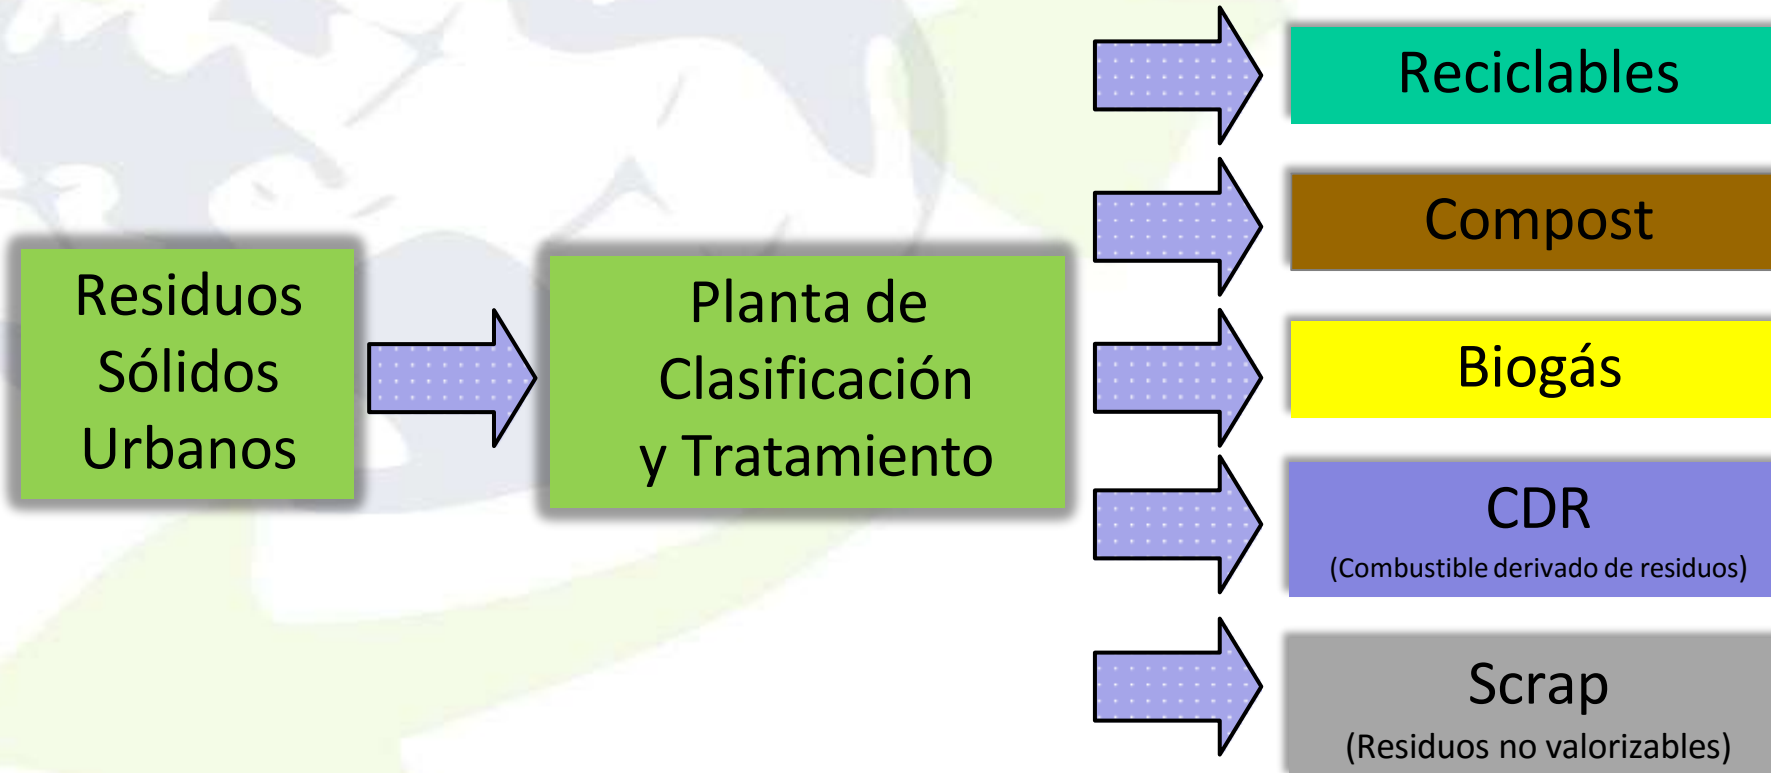 Residuos
Sólidos
Urbanos
Planta de
Clasificación
y Tratamiento
Reciclables
Compost
Biogás
CDR
(Combustible derivado de residuos)
Scrap
(Residuos no valorizables)